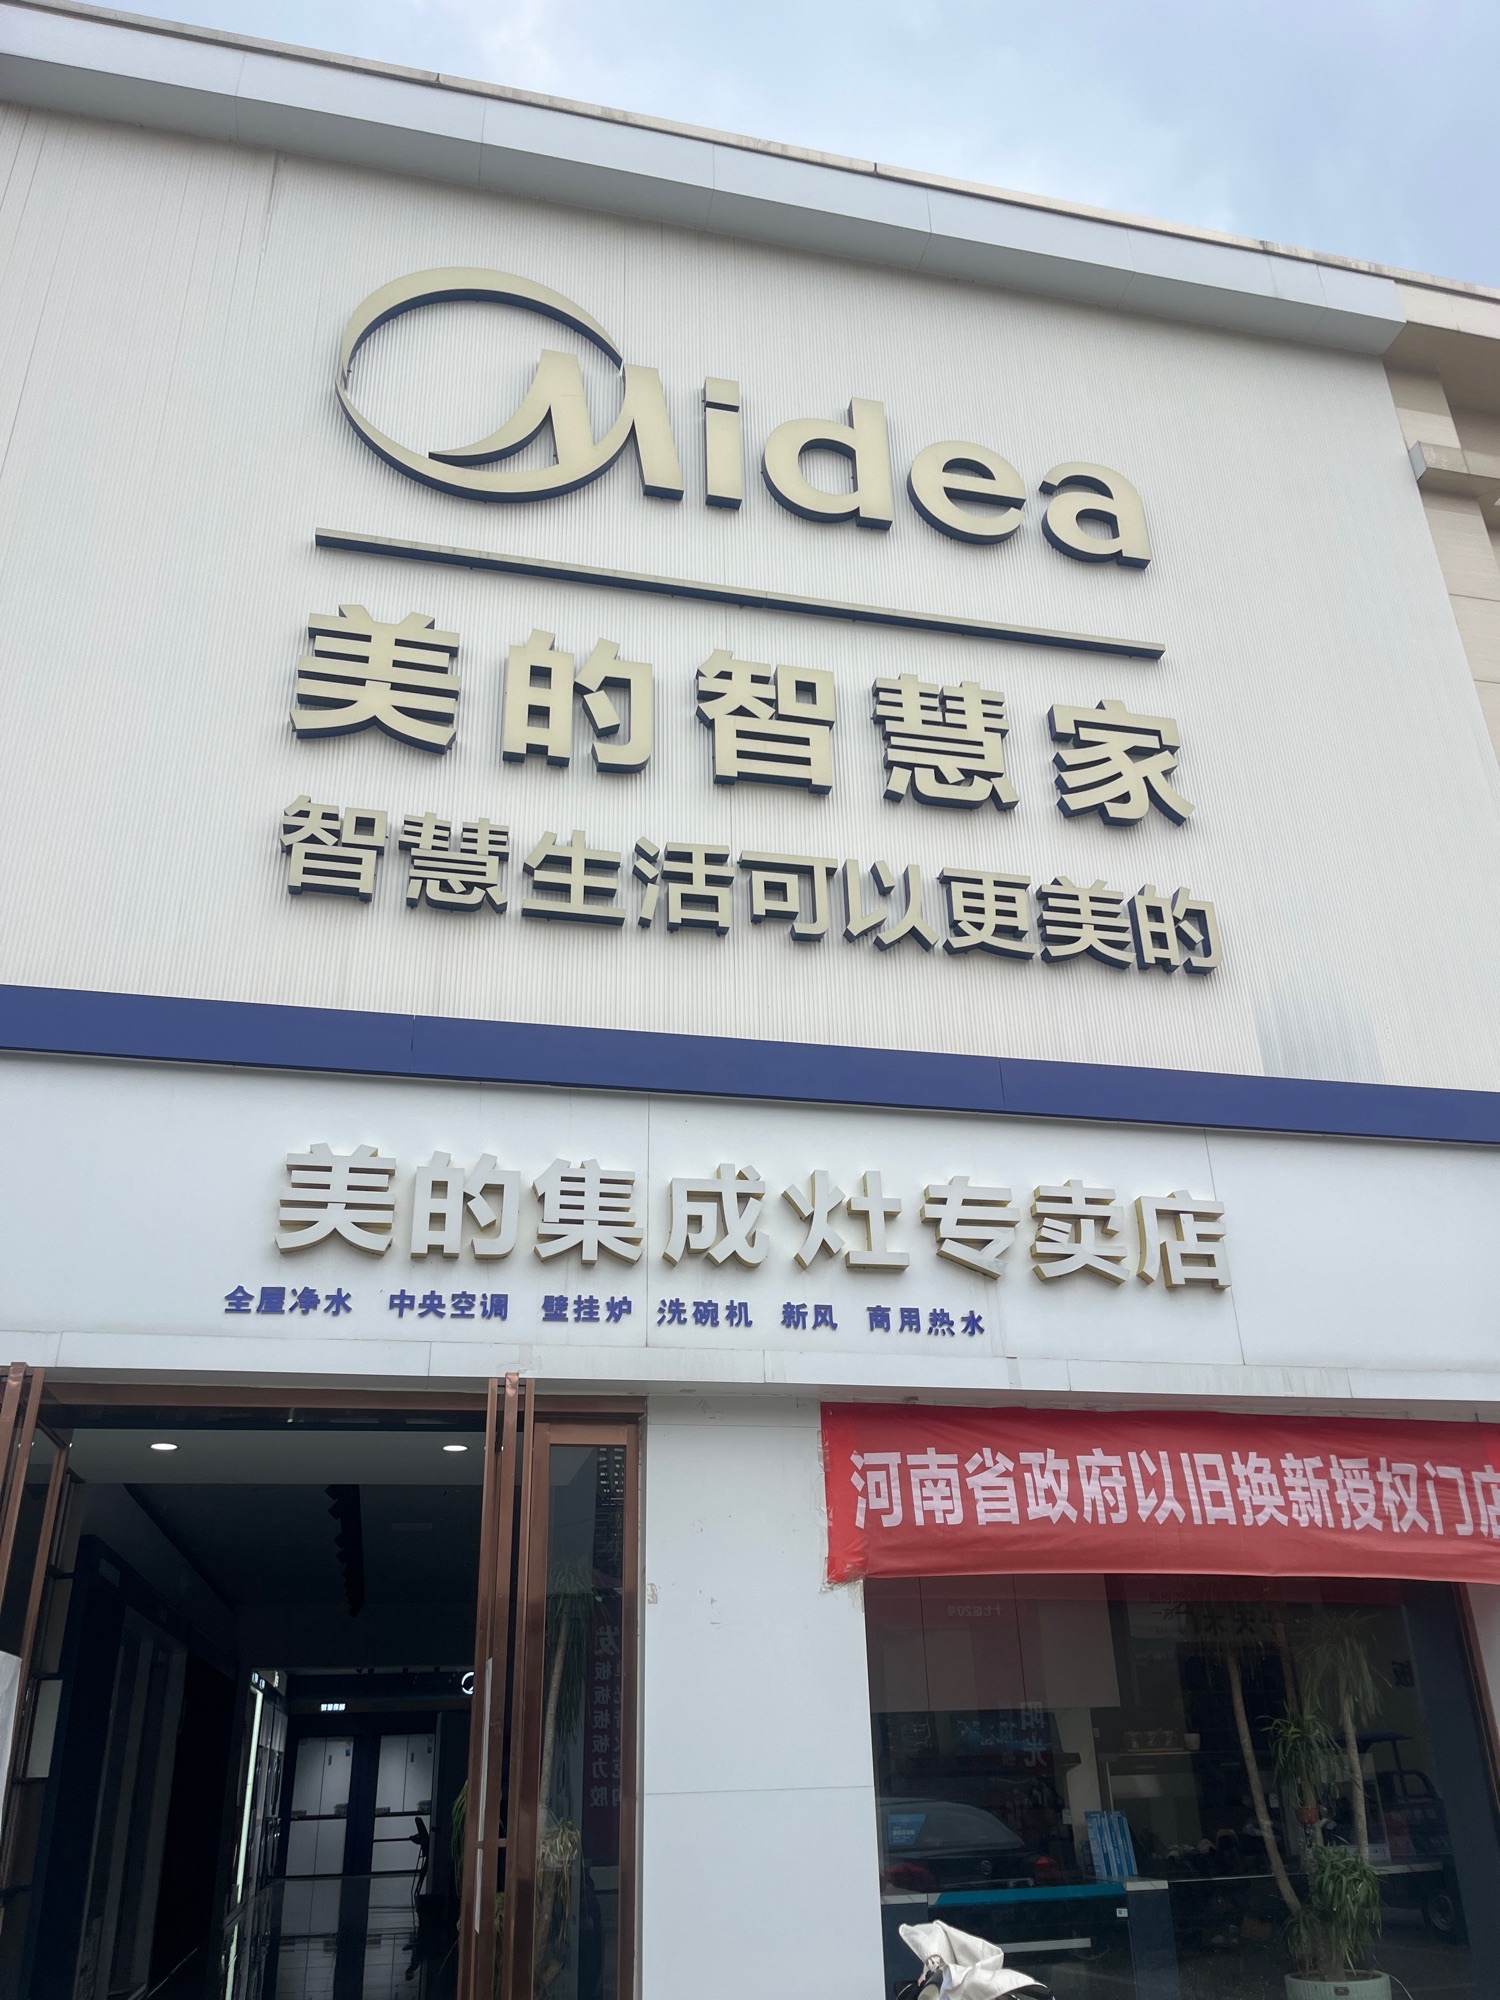 Midea
美的智慧家
智慧生活可以更美的
美的集成灶专卖店
全屋净水 中央空调 壁挂炉 洗碗机 新风 商用热水
河南省政府以旧换新授权门店